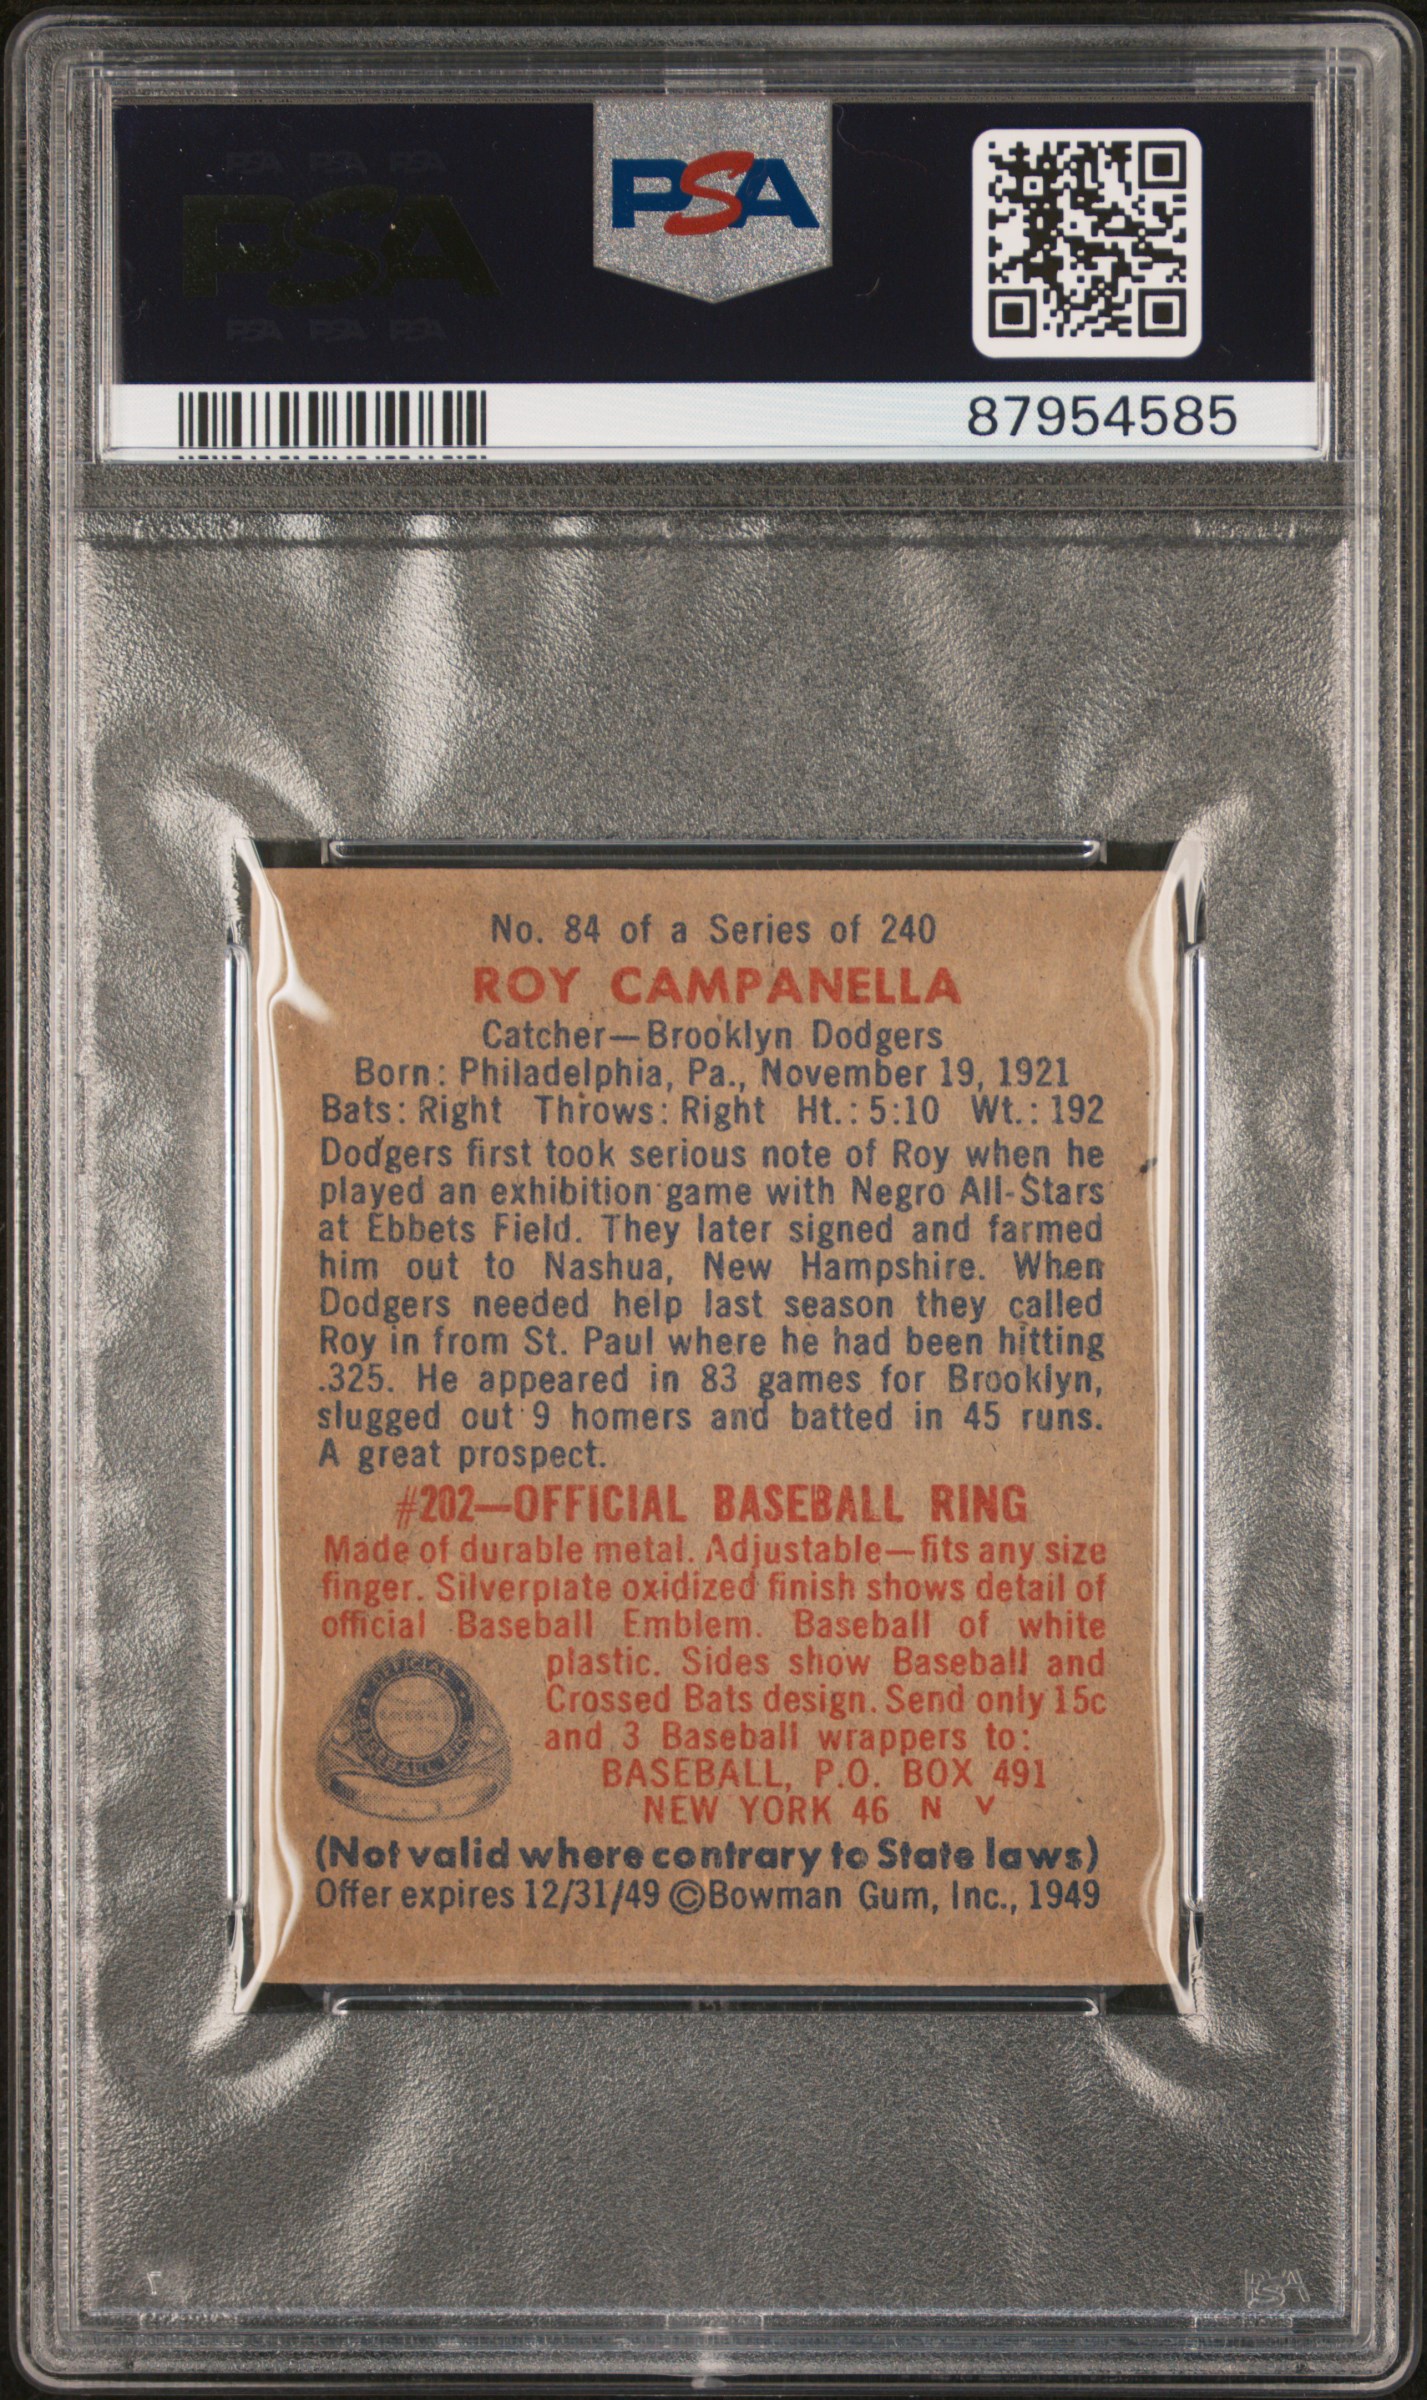 PSA PSA PSA
PSA
PSA PSA PSA
PSA
87954585
No. 84 of a Series of 240
ROY CAMPANELLA
Catcher—Brooklyn Dodgers
Born: Philadelphia, Pa., November 19, 1921
Bats: Right Throws: Right Ht.: 5:10 Wt.: 192
Dodgers first took serious note of Roy when he
played an exhibition game with Negro All-Stars
at Ebbets Field. They later signed and farmed
him out to Nashua, New Hampshire. When
Dodgers needed help last season they called
Roy in from St. Paul where he had been hitting
.325. He appeared in 83 games for Brooklyn,
slugged out 9 homers and batted in 45 runs.
A great prospect.
#202—OFFICIAL BASEBALL RING
Made of durable metal. Adjustable—fits any size
finger. Silverplate oxidized finish shows detail of
official Baseball Emblem. Baseball of white
plastic. Sides show Baseball and
Crossed Bats design. Send only 15c
and 3 Baseball wrappers to:
BASEBALL, P.O. BOX 491
NEW YORK 46 N Y
OFFICIAL
(Not valid where contrary to State laws)
Offer expires 12/31/49 ©Bowman Gum, Inc., 1949
PSA